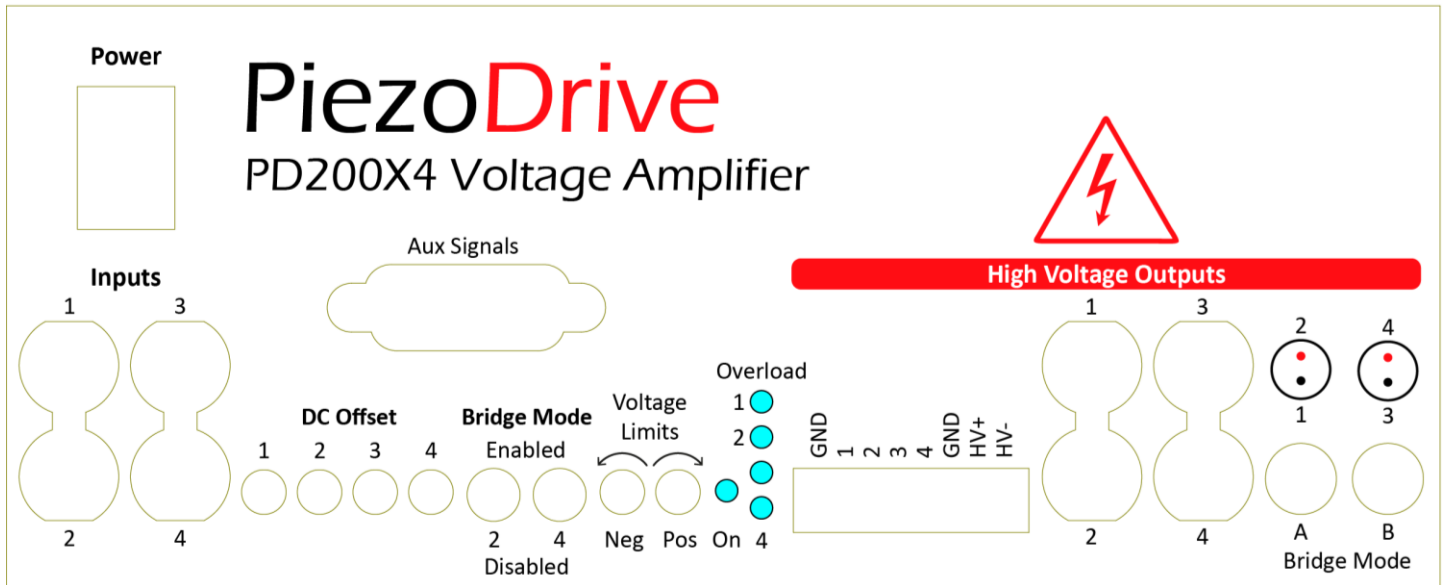 Power
PiezoDrive
PD200X4 Voltage Amplifier
Aux Signals
High Voltage Outputs
Inputs
1 3
2 4
DC Offset
1 2 3 4
Bridge Mode
Enabled
2 4
Disabled
Voltage
Limits
Neg Pos
Overload
1
2
On 4
GND 1 2 3 4 GND HV+ HV-
1 3
2 4
2 4
1 3
A B
Bridge Mode